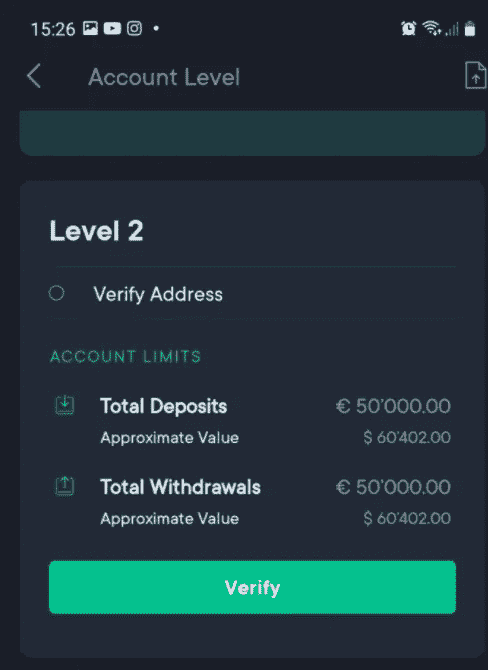 15:26
Account Level
Level 2
Verify Address
ACCOUNT LIMITS
Total Deposits € 50'000.00
Approximate Value $ 60'402.00
Total Withdrawals € 50'000.00
Approximate Value $ 60'402.00
Verify